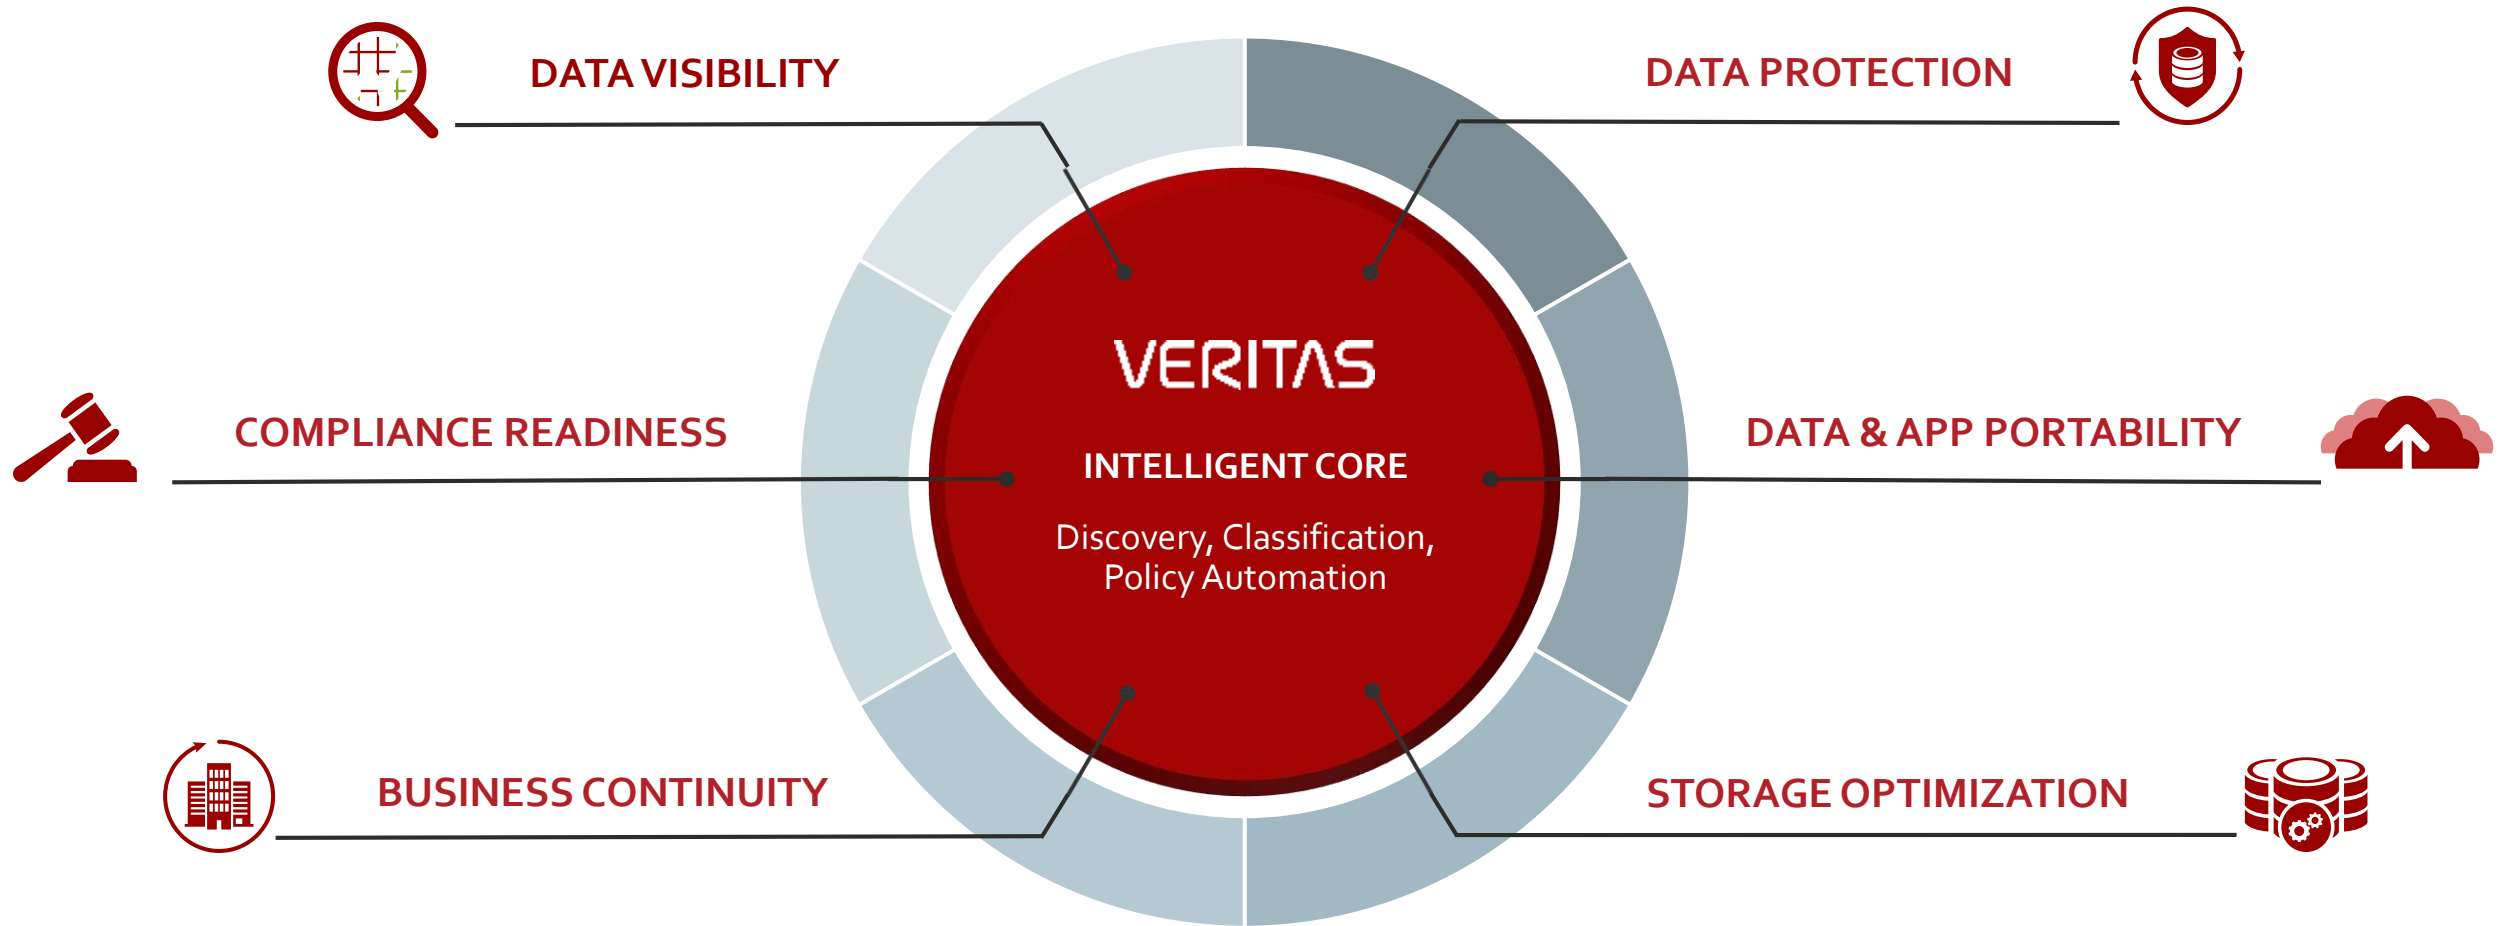 DATA VISIBILITY
DATA PROTECTION
VERITAS
COMPLIANCE READINESS
INTELLIGENT CORE
DATA & APP PORTABILITY
Discovery, Classification,
Policy Automation
BUSINESS CONTINUITY
STORAGE OPTIMIZATION